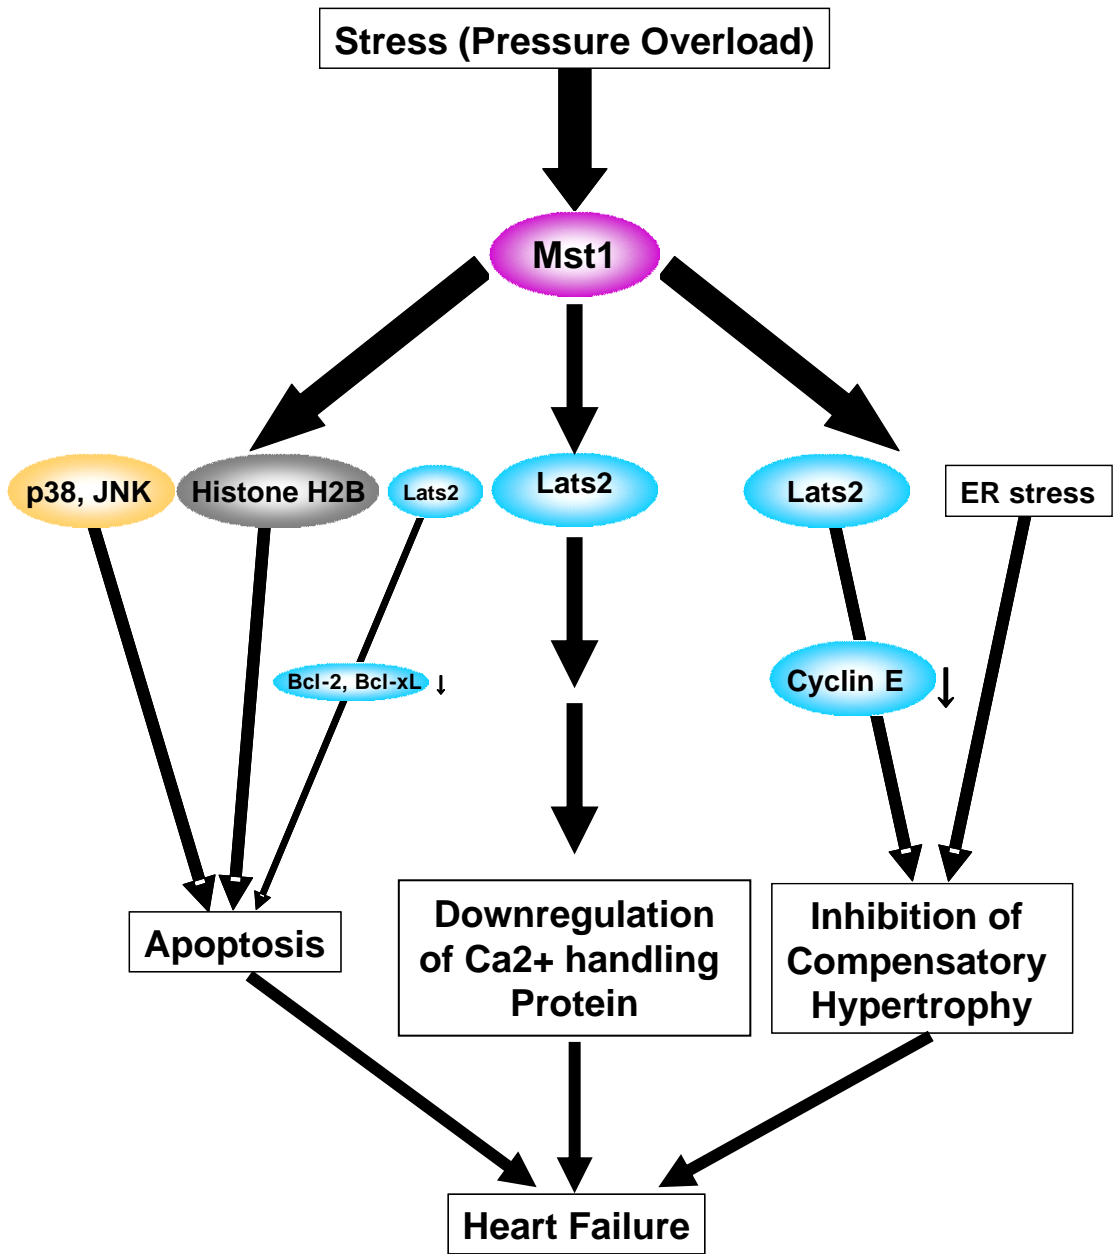 Stress (Pressure Overload)
Mst1
p38, JNK
Histone H2B
Lats2
Lats2
Lats2
ER stress
Bcl-2, Bcl-xL ↓
Cyclin E ↓
Apoptosis
Downregulation
of Ca2+ handling
Protein
Inhibition of
Compensatory
Hypertrophy
Heart Failure